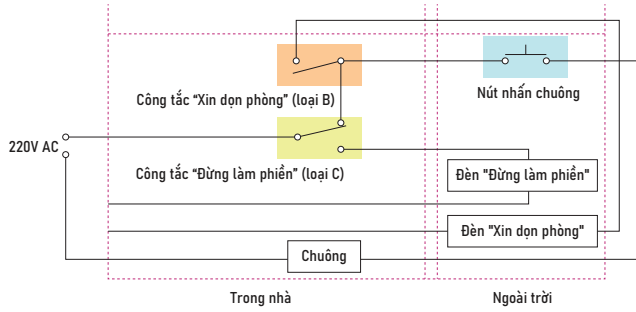 Công tắc “Xin dọn phòng” (loại B)
Nút nhấn chuông
220V AC
Công tắc “Đừng làm phiền” (loại C)
Đèn "Đừng làm phiền"
Đèn "Xin dọn phòng"
Chuông
Trong nhà
Ngoài trời